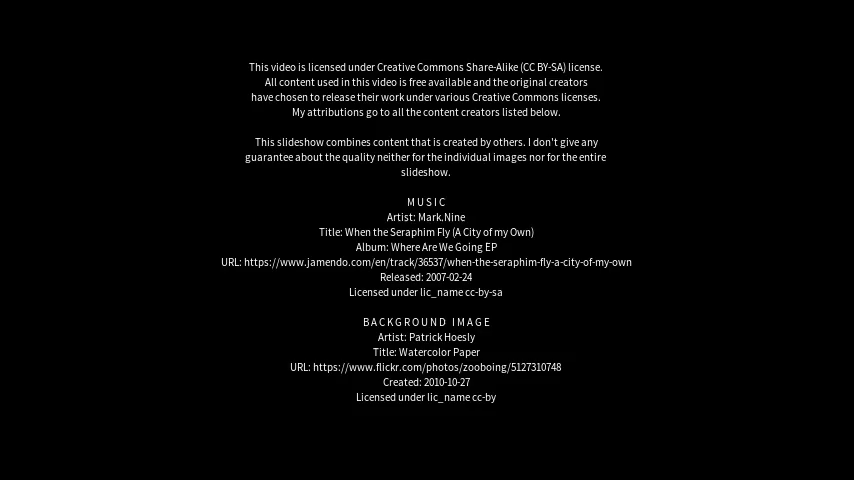 This video is licensed under Creative Commons Share-Alike (CC BY-SA) license.
All content used in this video is free available and the original creators
have chosen to release their work under various Creative Commons licenses.
My attributions go to all the content creators listed below.
This slideshow combines content that is created by others. I don't give any
guarantee about the quality neither for the individual images nor for the entire
slideshow.
MUSIC
Artist: Mark.Nine
Title: When the Seraphim Fly (A City of my Own)
Album: Where Are We Going EP
URL: https://www.jamendo.com/en/track/36537/when-the-seraphim-fly-a-city-of-my-own
Released: 2007-02-24
Licensed under lic_name cc-by-sa
BACKGROUND IMAGE
Artist: Patrick Hoesly
Title: Watercolor Paper
URL: https://www.flickr.com/photos/zooboing/5127310748
Created: 2010-10-27
Licensed under lic_name cc-by